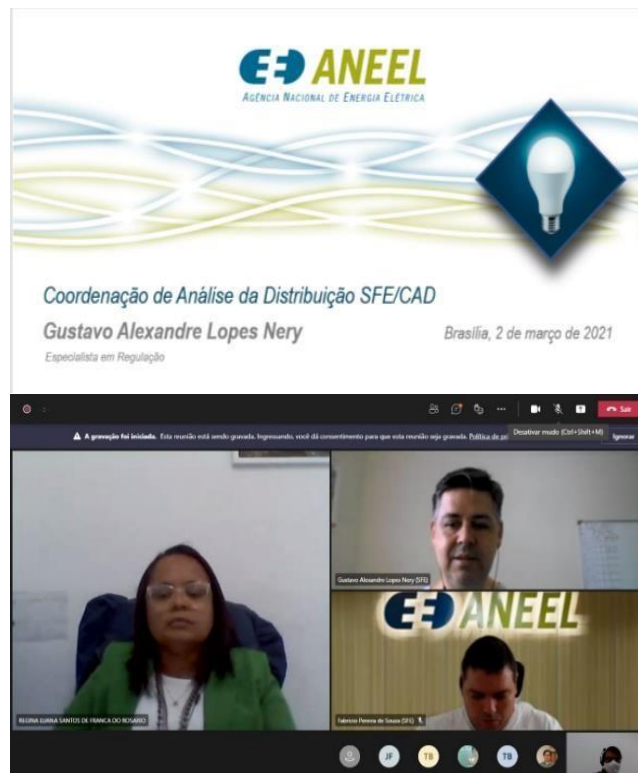 ANEEL
AGÊNCIA NACIONAL DE ENERGIA ELÉTRICA
Coordenação de Análise da Distribuição SFE/CAD
Gustavo Alexandre Lopes Nery
Brasília, 2 de março de 2021
Especialista em Regulação
Sair
A gravação foi iniciada. Esta reunião está sendo gravada. Ingressando, você dá consentimento para que esta reunião seja gravada. Política de
Desativar mudo (Ctrl+Shift+M)
Ignorar
Gustavo Alexandre Lopes Nery (SFE)
ANEEL
REGINA LUANA SANTOS DE FRANCA DO ROSARIO
Fabricio Pereira de Souza (SFE)
JF
TB
TB